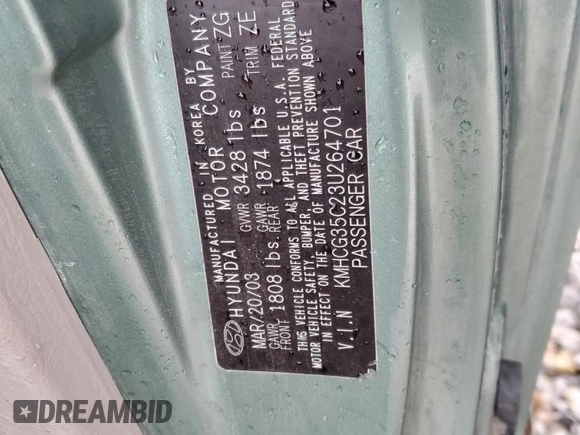 MANUFACTURED IN KOREA BY
HYUNDAI MOTOR COMPANY
MAR/20/03 GVWR 3428 lbs PAINT ZG
GAWR FRONT 1808 lbs. GAWR REAR 1874 lbs TRIM ZE
THIS VEHICLE CONFORMS TO ALL APPLICABLE U.S.A. FEDERAL
MOTOR VEHICLE SAFETY, BUMPER, AND THEFT PREVENTION STANDARD
IN EFFECT ON THE DATE OF MANUFACTURE SHOWN ABOVE
V.I.N KMHCG35C23U264701
PASSENGER CAR
DREAMBID